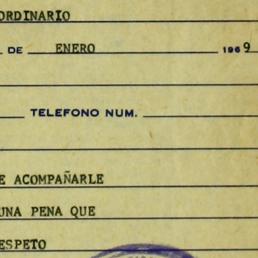 ORDINARIO
DE ENERO 1969
TELEFONO NUM.
E ACOMPAÑARLE
UNA PENA QUE
ESPETO